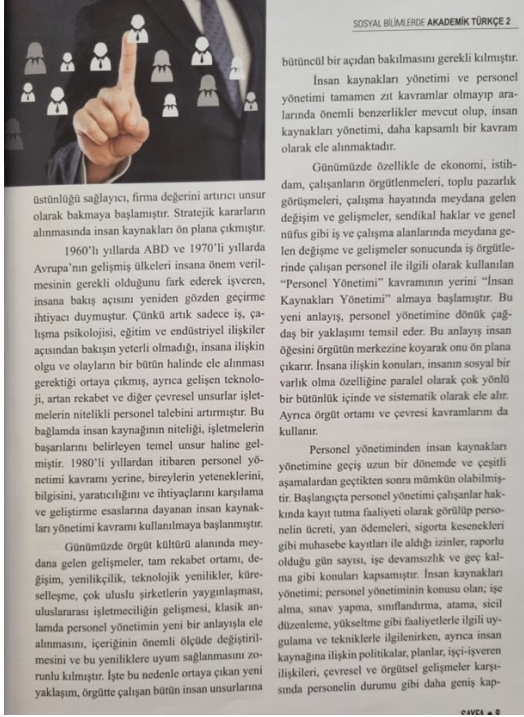 SOSYAL BİLİMLERDE AKADEMİK TÜRKÇE 2
üstünlüğü sağlayıcı, firma değerini artırıcı unsur
olarak bakmaya başlamıştır. Stratejik kararların
alınmasında insan kaynakları ön plana çıkmıştır.
1960'lı yıllarda ABD ve 1970'li yıllarda
Avrupa'nın gelişmiş ülkeleri insana önem veril-
mesinin gerekli olduğunu fark ederek işveren,
insana bakış açısını yeniden gözden geçirme
ihtiyacı duymuştur. Çünkü artık sadece iş, ça-
lışma psikolojisi, eğitim ve endüstriyel ilişkiler
açısından bakışın yeterli olmadığı, insana ilişkin
olgu ve olayların bir bütün halinde ele alınması
gerektiği ortaya çıkmış, ayrıca gelişen teknolo-
ji, artan rekabet ve diğer çevresel unsurlar işlet-
melerin nitelikli personel talebini artırmıştır. Bu
bağlamda insan kaynağının niteliği, işletmelerin
başarılarını belirleyen temel unsur haline gel-
miştir. 1980'li yıllardan itibaren personel yö-
netimi kavramı yerine, bireylerin yeteneklerini,
bilgisini, yaratıcılığını ve ihtiyaçlarını karşılama
ve geliştirme esaslarına dayanan insan kaynak-
ları yönetimi kavramı kullanılmaya başlanmıştır.
Günümüzde örgüt kültürü alanında mey-
dana gelen gelişmeler, tam rekabet ortamı, de-
ğişim, yenilikçilik, teknolojik yenilikler, küre-
selleşme, çok uluslu şirketlerin yaygınlaşması,
uluslararası işletmeciliğin gelişmesi, klasik an-
lamda personel yönetimin yeni bir anlayışla ele
alınmasını, içeriğinin önemli ölçüde değiştiril-
mesini ve bu yeniliklere uyum sağlanmasını zo-
runlu kılmıştır. İşte bu nedenle ortaya çıkan yeni
yaklaşım, örgütte çalışan bütün insan unsurlarına
bütüncül bir açıdan bakılmasını gerekli kılmıştır.
İnsan kaynakları yönetimi ve personel
yönetimi tamamen zıt kavramlar olmayıp ara-
larında önemli benzerlikler mevcut olup, insan
kaynakları yönetimi, daha kapsamlı bir kavram
olarak ele alınmaktadır.
Günümüzde özellikle de ekonomi, istih-
dam, çalışanların örgütlenmeleri, toplu pazarlık
görüşmeleri, çalışma hayatında meydana gelen
değişim ve gelişmeler, sendikal haklar ve genel
nüfus gibi iş ve çalışma alanlarında meydana ge-
len değişme ve gelişmeler sonucunda iş örgütle-
rinde çalışan personel ile ilgili olarak kullanılan
“Personel Yönetimi” kavramının yerini “İnsan
Kaynakları Yönetimi” almaya başlamıştır. Bu
yeni anlayış, personel yönetimine dönük çağ-
daş bir yaklaşımı temsil eder. Bu anlayış insan
öğesini örgütün merkezine koyarak onu ön plana
çıkarır. İnsana ilişkin konuları, insanın sosyal bir
varlık olma özelliğine paralel olarak çok yönlü
bir bütünlük içinde ve sistematik olarak ele alır.
Ayrıca örgüt ortamı ve çevresi kavramlarını da
kullanır.
Personel yönetiminden insan kaynakları
yönetimine geçiş uzun bir dönemde ve çeşitli
aşamalardan geçtikten sonra mümkün olabilmiş-
tir. Başlangıçta personel yönetimi çalışanlar hak-
kında kayıt tutma faaliyeti olarak görülüp perso-
nelin ücreti, yan ödemeleri, sigorta kesenekleri
gibi muhasebe kayıtları ile aldığı izinler, raporlu
olduğu gün sayısı, işe devamsızlık ve geç kal-
ma gibi konuları kapsamıştır. İnsan kaynakları
yönetimi; personel yönetiminin konusu olan; işe
alma, sınav yapma, sınıflandırma, atama, sicil
düzenleme, yükseltme gibi faaliyetlerle ilgili uy-
gulama ve tekniklerle ilgilenirken, ayrıca insan
kaynağına ilişkin politikalar, planlar, işçi-işveren
ilişkileri, çevresel ve örgütsel gelişmeler karşı-
sında personelin durumu gibi daha geniş kap-
SAYFA • 9